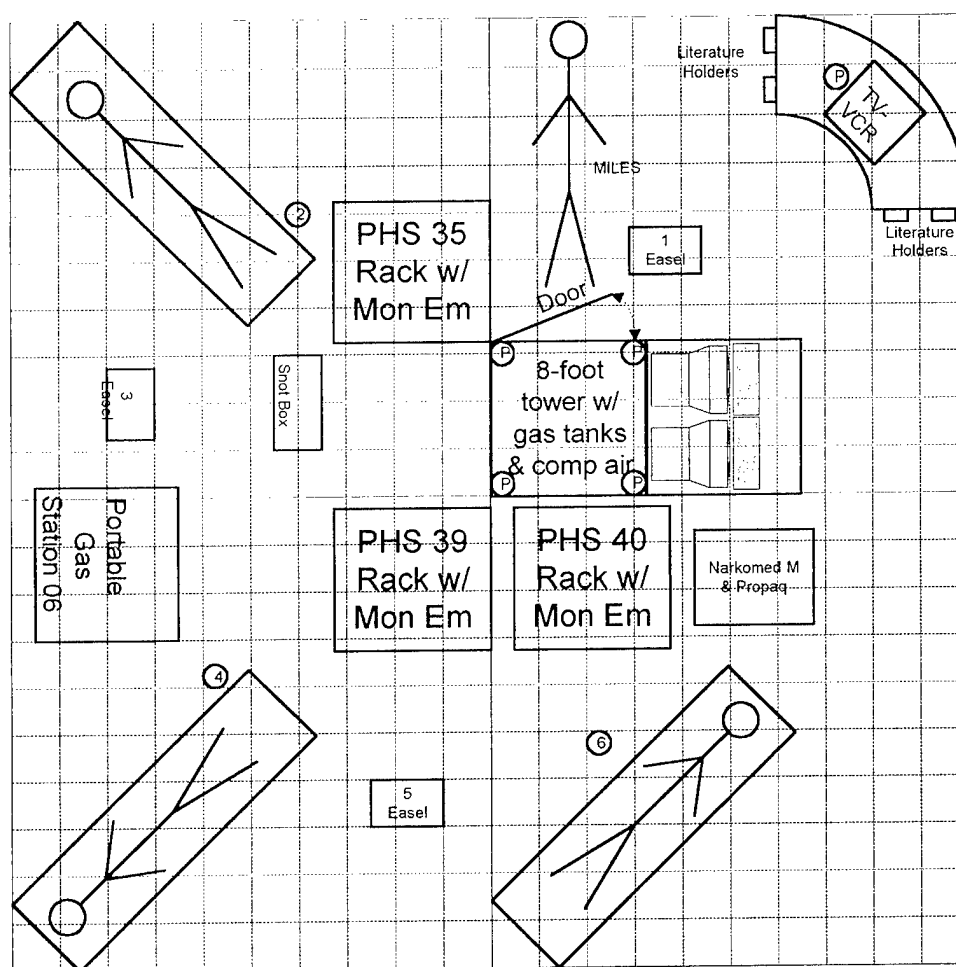 Literature
Holders
P
TV-
VCR
MILES
2
PHS 35
Rack w/
Mon Em
1
Easel
Literature
Holders
Door
P
P
8-foot
tower w/
gas tanks
& comp air
P
P
3
Easel
Snot Box
Portable
Gas
Station 06
PHS 39
Rack w/
Mon Em
PHS 40
Rack w/
Mon Em
Narkomed M
& Propaq
4
6
5
Easel